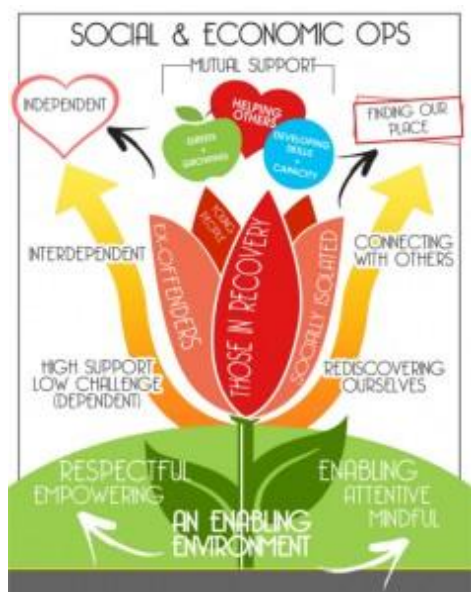 SOCIAL & ECONOMIC OPS
MUTUAL SUPPORT
INDEPENDENT
HELPING
OTHERS
FINDING OUR
PLACE
GREEN
+
GROWING
DEVELOPING
SKILLS
+
CAPACITY
YOUNG
PEOPLE
INTERDEPENDENT
EX-OFFENDERS
THOSE IN RECOVERY
SOCIALLY ISOLATED
CONNECTING
WITH OTHERS
HIGH SUPPORT
LOW CHALLENGE
(DEPENDENT)
REDISCOVERING
OURSELVES
RESPECTFUL
EMPOWERING
ENABLING
ATTENTIVE
MINDFUL
AN ENABLING
ENVIRONMENT